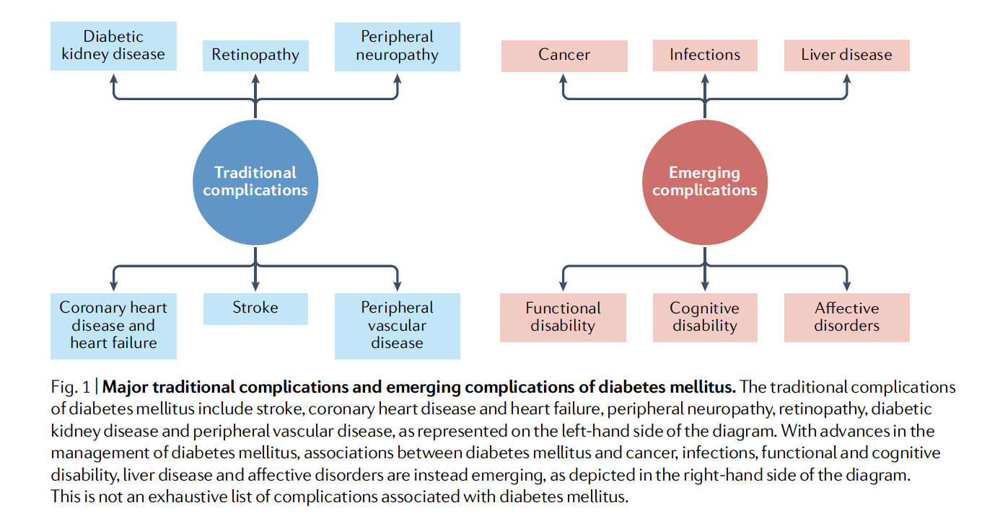 Diabetic
kidney disease
Retinopathy
Peripheral
neuropathy
Cancer
Infections
Liver disease
Traditional
complications
Emerging
complications
Coronary heart
disease and
heart failure
Stroke
Peripheral
vascular
disease
Functional
disability
Cognitive
disability
Affective
disorders
Fig. 1 | Major traditional complications and emerging complications of diabetes mellitus. The traditional complications
of diabetes mellitus include stroke, coronary heart disease and heart failure, peripheral neuropathy, retinopathy, diabetic
kidney disease and peripheral vascular disease, as represented on the left-hand side of the diagram. With advances in the
management of diabetes mellitus, associations between diabetes mellitus and cancer, infections, functional and cognitive
disability, liver disease and affective disorders are instead emerging, as depicted in the right-hand side of the diagram.
This is not an exhaustive list of complications associated with diabetes mellitus.